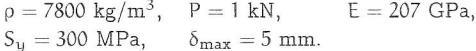 ρ = 7800 kg/m³, P = 1 kN, E = 207 GPa,
S_y = 300 MPa, δ_max = 5 mm.